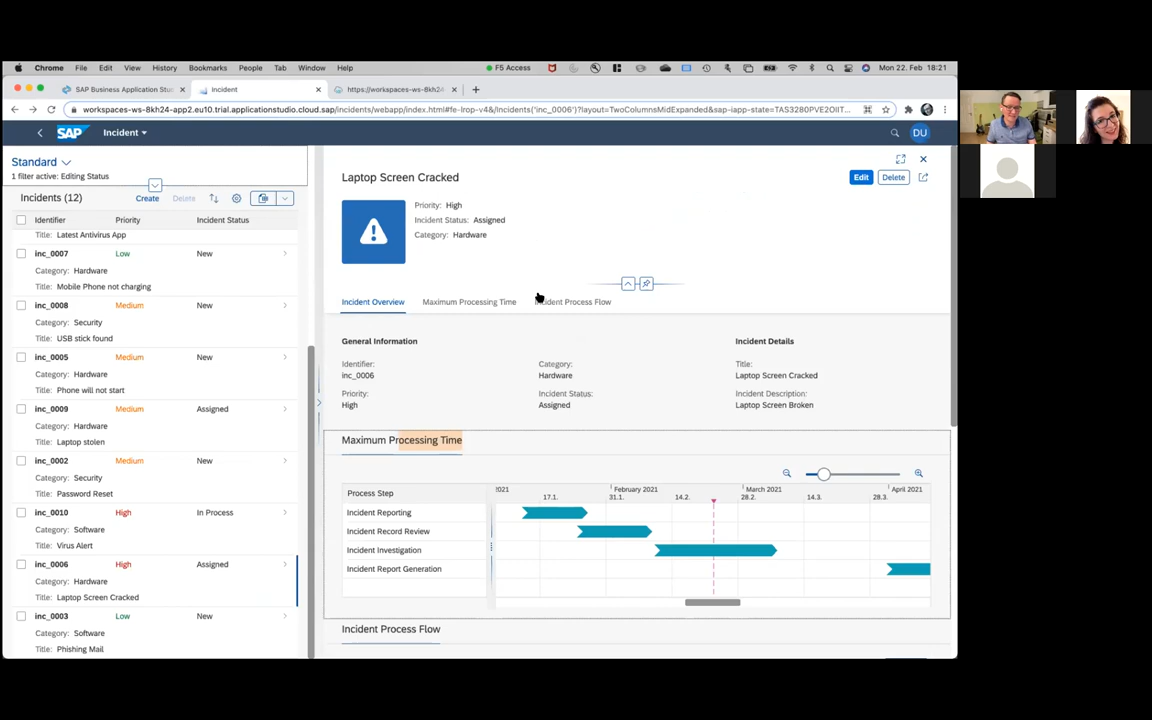 Chrome File Edit View History Bookmarks People Tab Window Help F5 Access Mon 22. Feb 18:21
SAP Business Application Stu Incident https://workspaces-ws-8kh24-ap
workspaces-ws-8kh24-app2.eu10.trial.applicationstudio.cloud.sap/incidents/webapp/index.html#fe-lrop-v4&/Incidents('inc_0006')?layout=TwoColumnsMidExpanded&sap-iapp-state=TAS3280PVE2OIIT...
SAP Incident DU
Standard
1 filter active: Editing Status
Incidents (12) Create Delete
Identifier Priority Incident Status
Title: Latest Antivirus App
inc_0007 Low New
Category: Hardware
Title: Mobile Phone not charging
inc_0008 Medium New
Category: Security
Title: USB stick found
inc_0005 Medium New
Category: Hardware
Title: Phone will not start
inc_0009 Medium Assigned
Category: Hardware
Title: Laptop stolen
inc_0002 Medium New
Category: Security
Title: Password Reset
inc_0010 High In Process
Category: Software
Title: Virus Alert
inc_0006 High Assigned
Category: Hardware
Title: Laptop Screen Cracked
inc_0003 Low New
Category: Software
Title: Phishing Mail
Laptop Screen Cracked Edit Delete
Priority: High
Incident Status: Assigned
Category: Hardware
Incident Overview Maximum Processing Time Incident Process Flow
General Information Incident Details
Identifier: Category: Title:
inc_0006 Hardware Laptop Screen Cracked
Priority: Incident Status: Incident Description:
High Assigned Laptop Screen Broken
Maximum Processing Time
Process Step
2021 February 2021 March 2021 April 2021
17.1. 31.1. 14.2. 28.2. 14.3. 28.3.
Incident Reporting
Incident Record Review
Incident Investigation
Incident Report Generation
Incident Process Flow